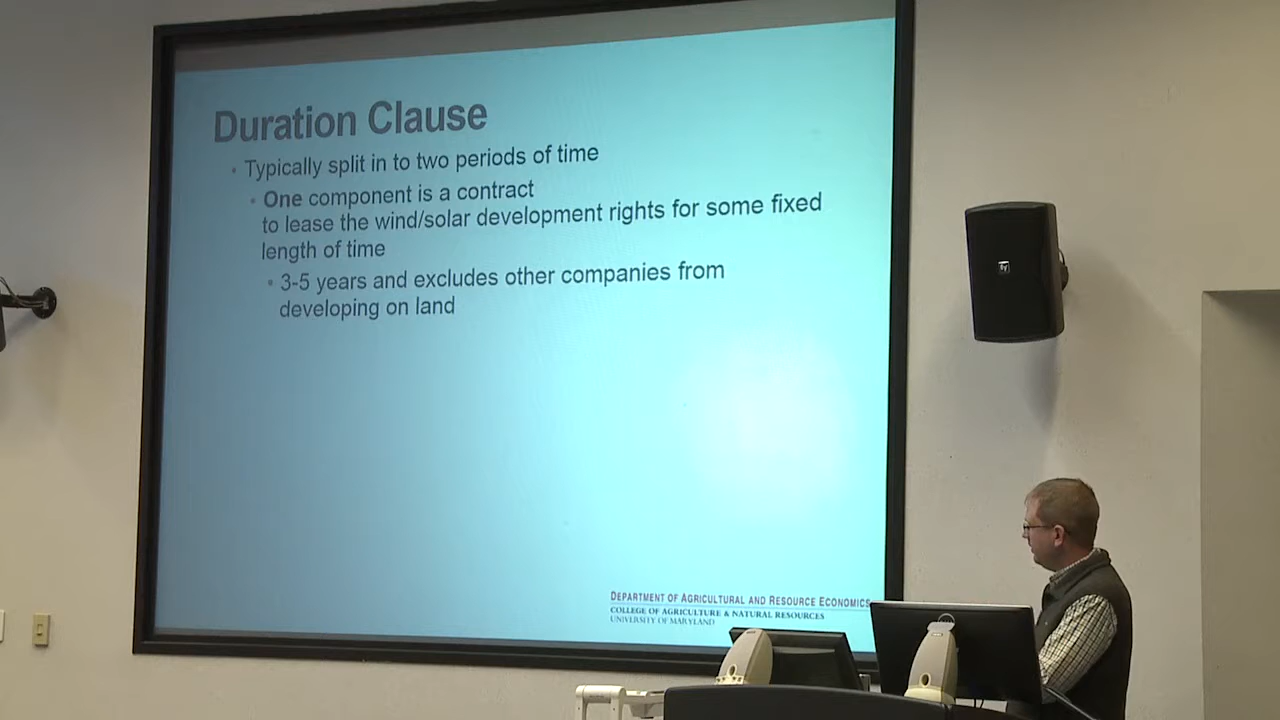 Duration Clause
Typically split in to two periods of time
One component is a contract
to lease the wind/solar development rights for some fixed
length of time
3-5 years and excludes other companies from
developing on land
DEPARTMENT OF AGRICULTURAL AND RESOURCE ECONOMICS
COLLEGE OF AGRICULTURE & NATURAL RESOURCES
UNIVERSITY OF MARYLAND